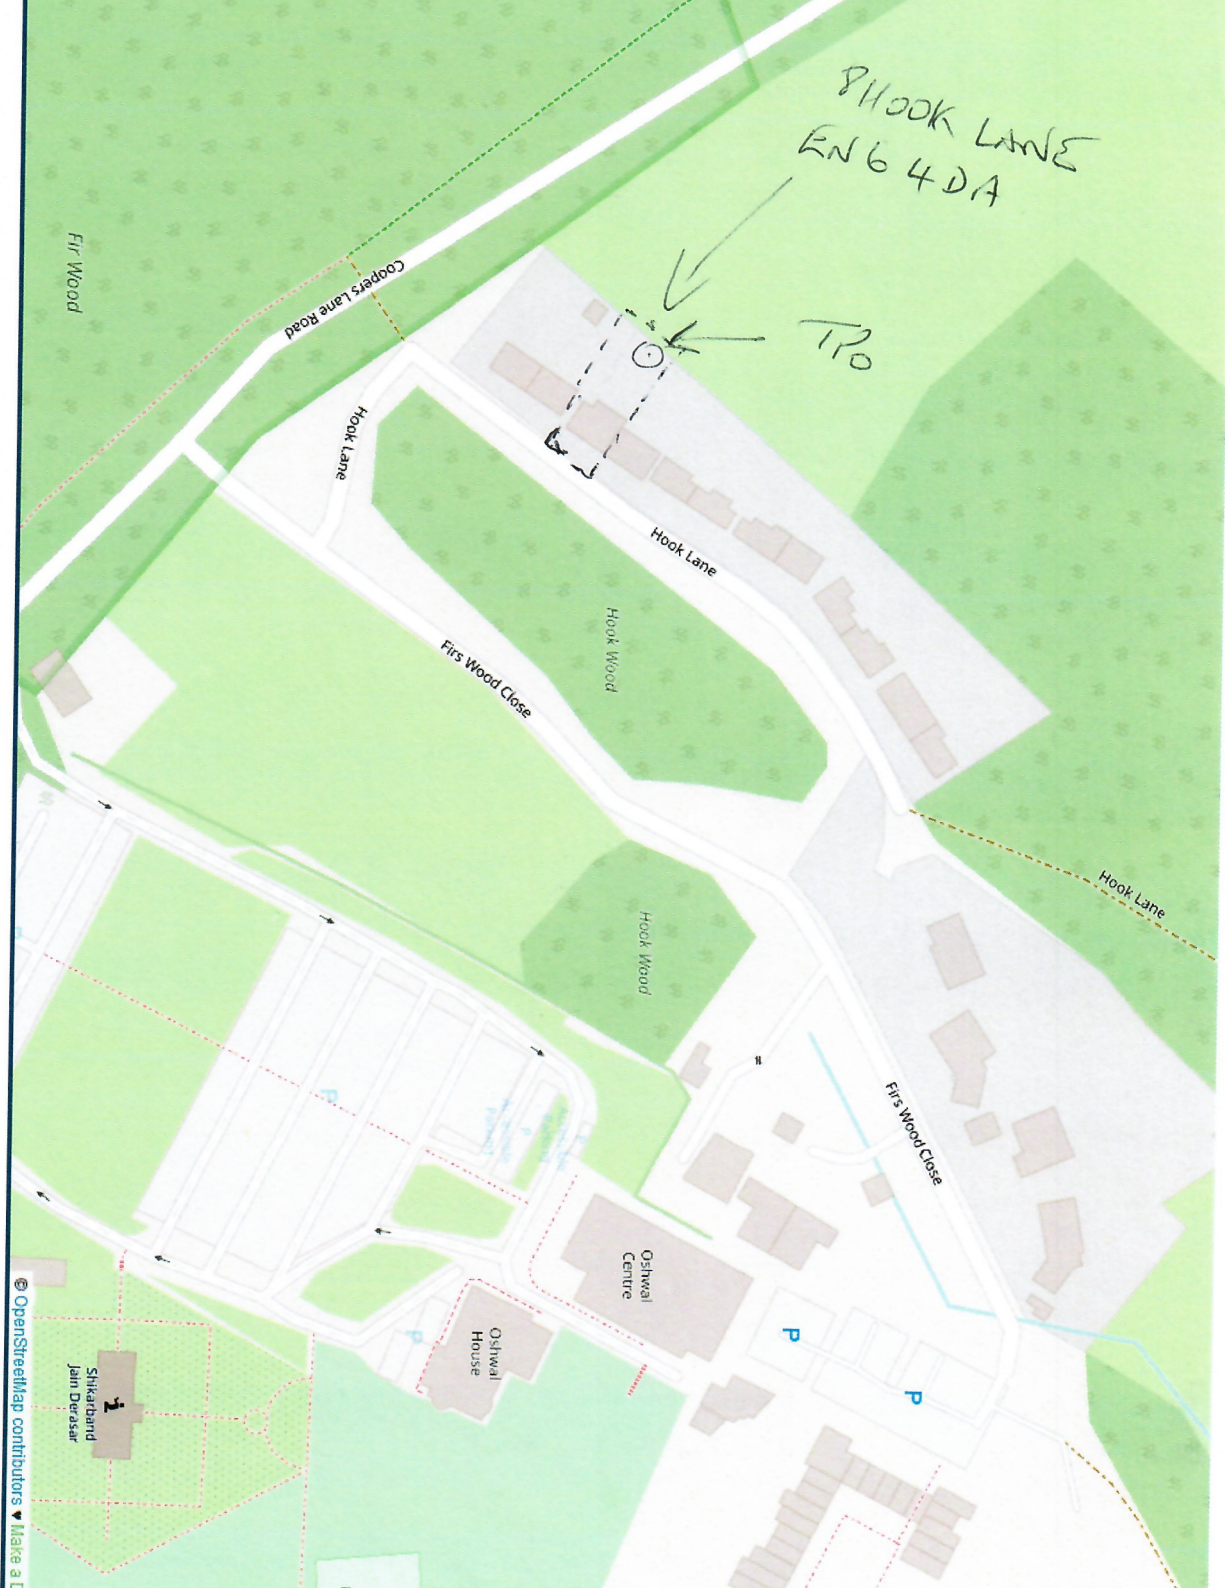 8 HOOK LANE
EN6 4DA
TPO
Coopers Lane Road
Fir Wood
Hook Lane
Hook Lane
Hook Wood
Firs Wood Close
Hook Lane
Hook Wood
Firs Wood Close
P
P
Oshwal
Centre
P
P
P
Oshwal
House
Shikarband
Jain Derasar
© OpenStreetMap contributors ♥ Make a D